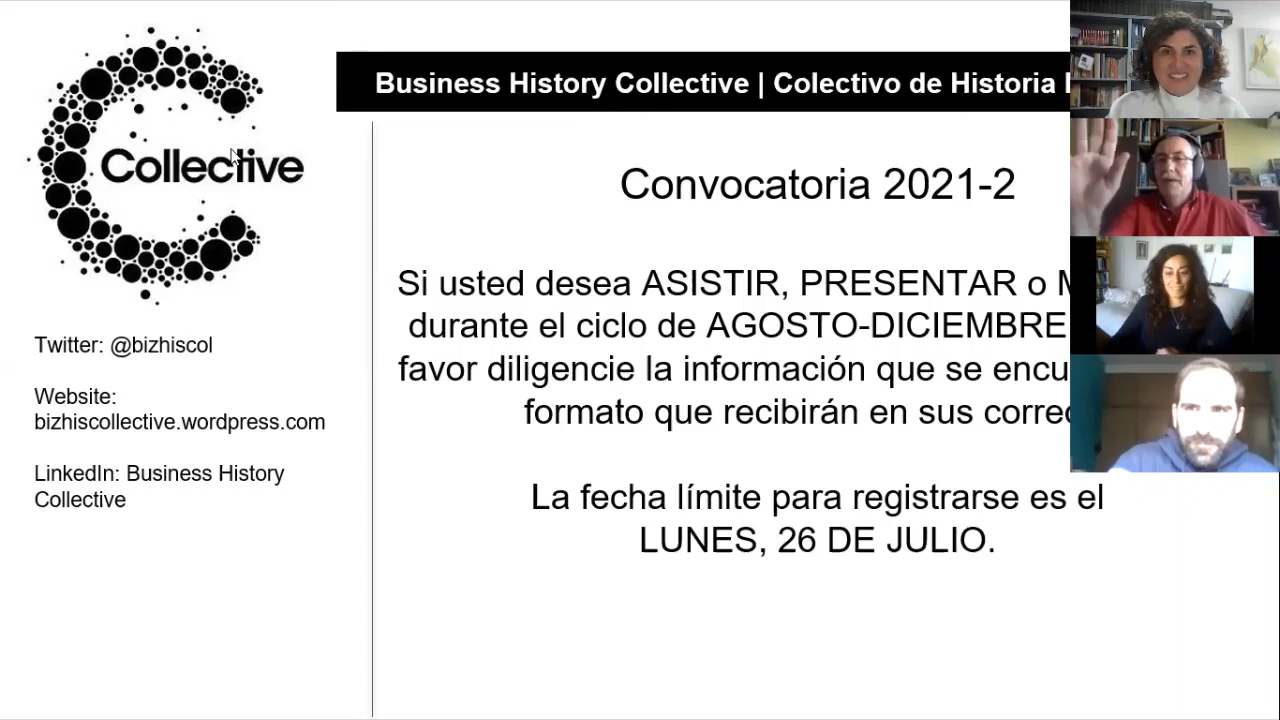 Business History Collective | Colectivo de Historia
Collective
Convocatoria 2021-2
Si usted desea ASISTIR, PRESENTAR o
durante el ciclo de AGOSTO-DICIEMBRE
favor diligencie la información que se
formato que recibirán en sus
La fecha límite para registrarse es el
LUNES, 26 DE JULIO.
Twitter: @bizhiscol
Website:
bizhiscollective.wordpress.com
LinkedIn: Business History
Collective